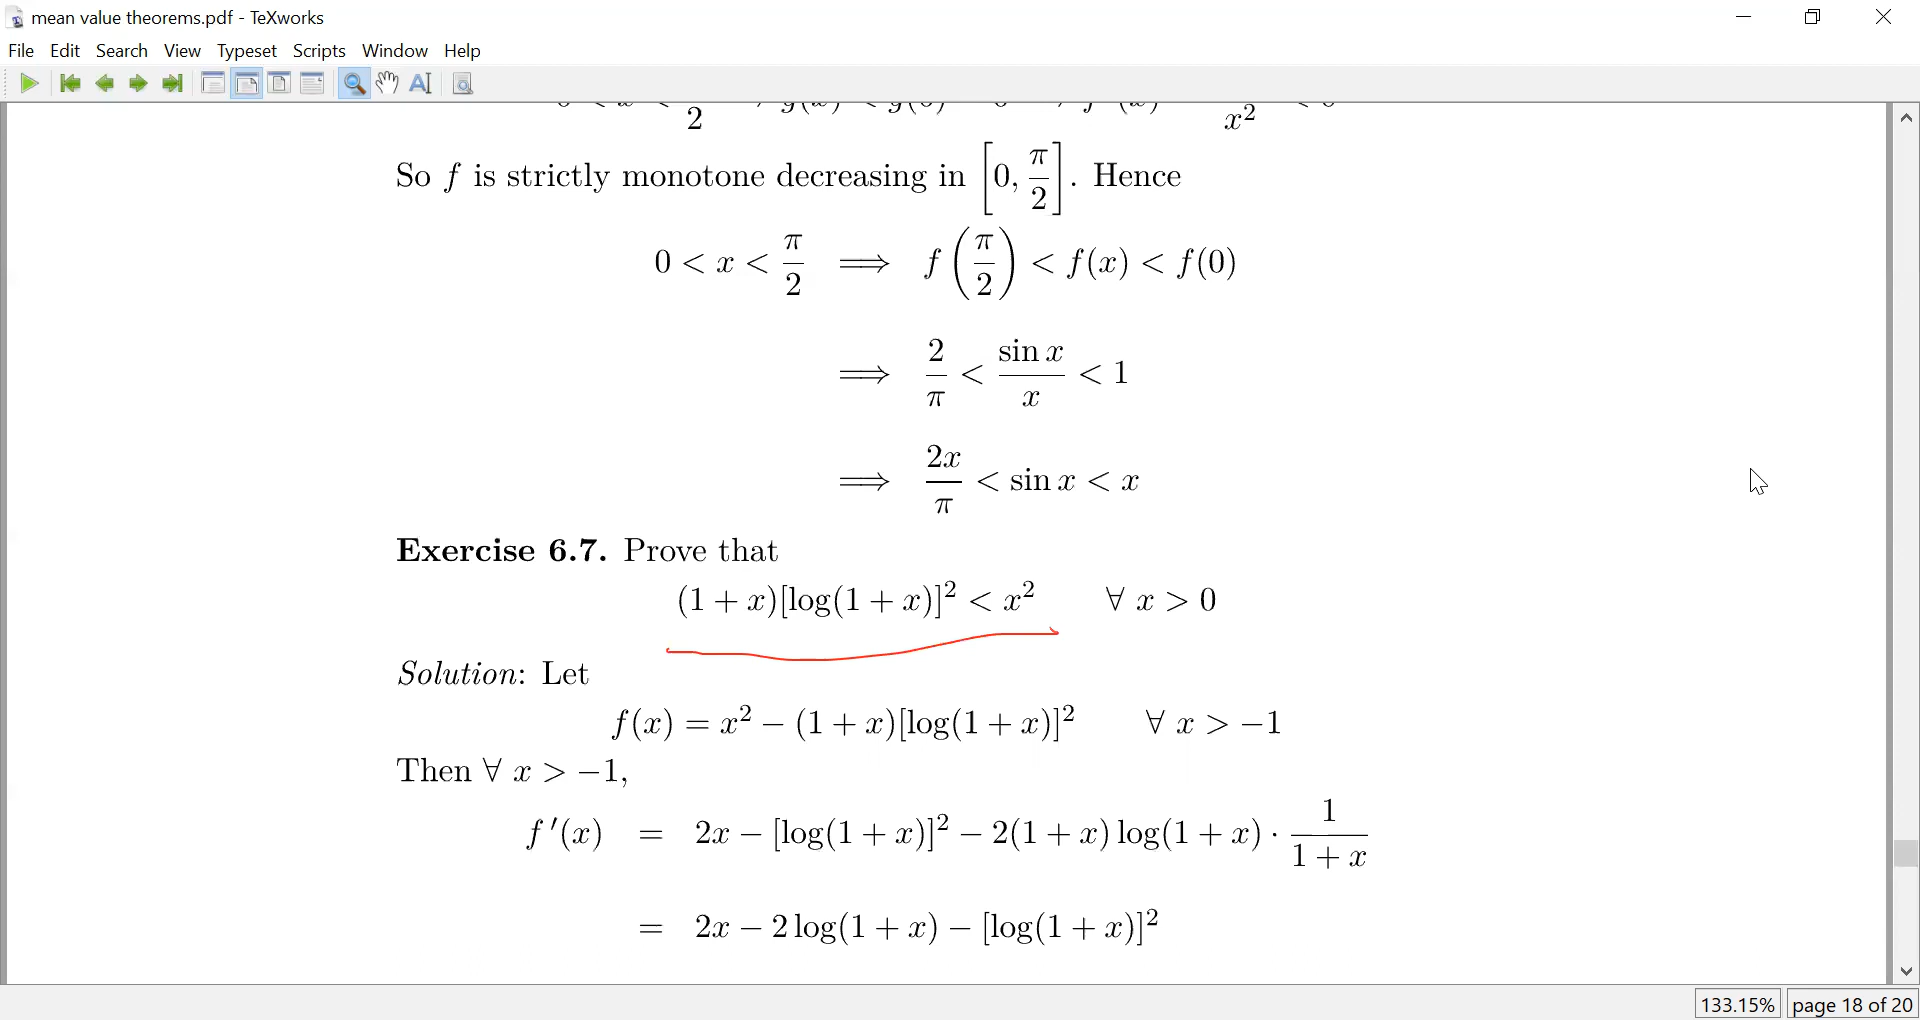 mean value theorems.pdf - TeXworks
File Edit Search View Typeset Scripts Window Help
2 x²
So f is strictly monotone decreasing in [0, π/2]. Hence
0 < x < π/2 ⟹ f(π/2) < f(x) < f(0)
⟹ 2/π < sin x/x < 1
⟹ 2x/π < sin x < x
Exercise 6.7. Prove that
(1 + x)[log(1 + x)]² < x² ∀ x > 0
Solution: Let
f(x) = x² − (1 + x)[log(1 + x)]² ∀ x > −1
Then ∀ x > −1,
f′(x) = 2x − [log(1 + x)]² − 2(1 + x) log(1 + x) · 1/(1 + x)
= 2x − 2 log(1 + x) − [log(1 + x)]²
133.15% page 18 of 20